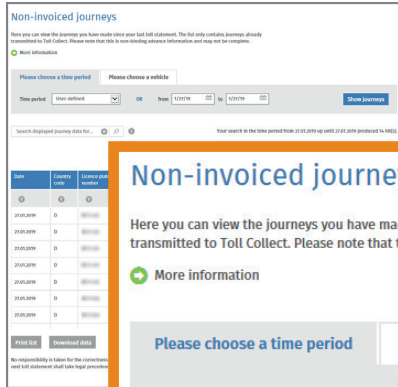 Non-invoiced journeys
Here you can view the journeys you have made since your last toll statement. The list only contains journeys already
transmitted to Toll Collect. Please note that this is non-binding advance information and may not be complete.
More information
Please choose a time period Please choose a vehicle
Time period User-defined OR from 1/27/19 to 1/27/19 Show journeys
Search displayed journey data for... Your search in the time period from 27.01.2019 up until 27.01.2019 produced 14 hit(s).
Date Country code Licence plate number
27.01.2019 D
27.01.2019 D
27.01.2019 D
27.01.2019 D
27.01.2019 D
27.01.2019 D
27.01.2019 D
Print list Download data
No responsibility is taken for the correctness
next toll statement shall take legal preceden
Non-invoiced journe
Here you can view the journeys you have ma
transmitted to Toll Collect. Please note that t
More information
Please choose a time period